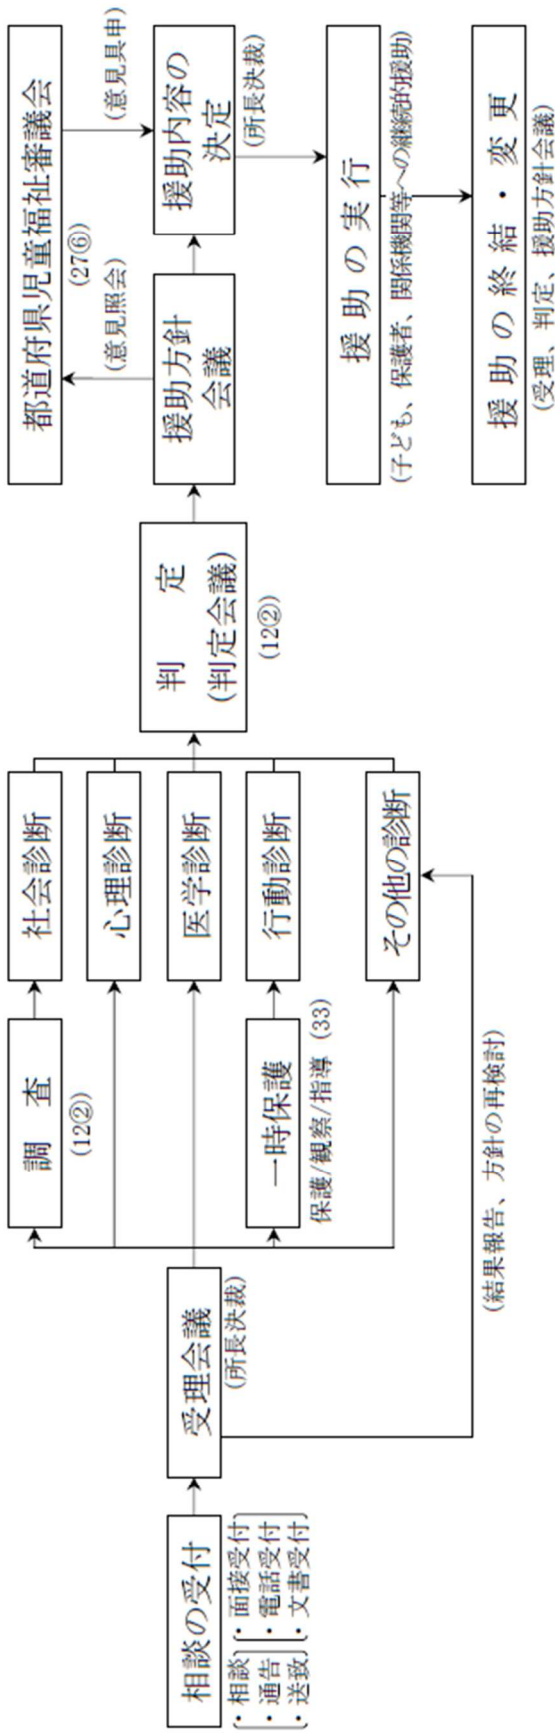 相談の受付
・相談 ・面接受付
・通告 ・電話受付
・送致 ・文書受付
受理会議
(所長決裁)
調 査
(12②)
社会診断
心理診断
医学診断
一時保護
保護/観察/指導 (33)
行動診断
その他の診断
(結果報告、方針の再検討)
判 定
(判定会議)
(12②)
都道府県児童福祉審議会
(27⑥)
(意見照会)
(意見具申)
援助方針
会議
援助内容の
決定
(所長決裁)
援助の実行
(子ども、保護者、関係機関等への継続的援助)
援助の終結・変更
(受理、判定、援助方針会議)